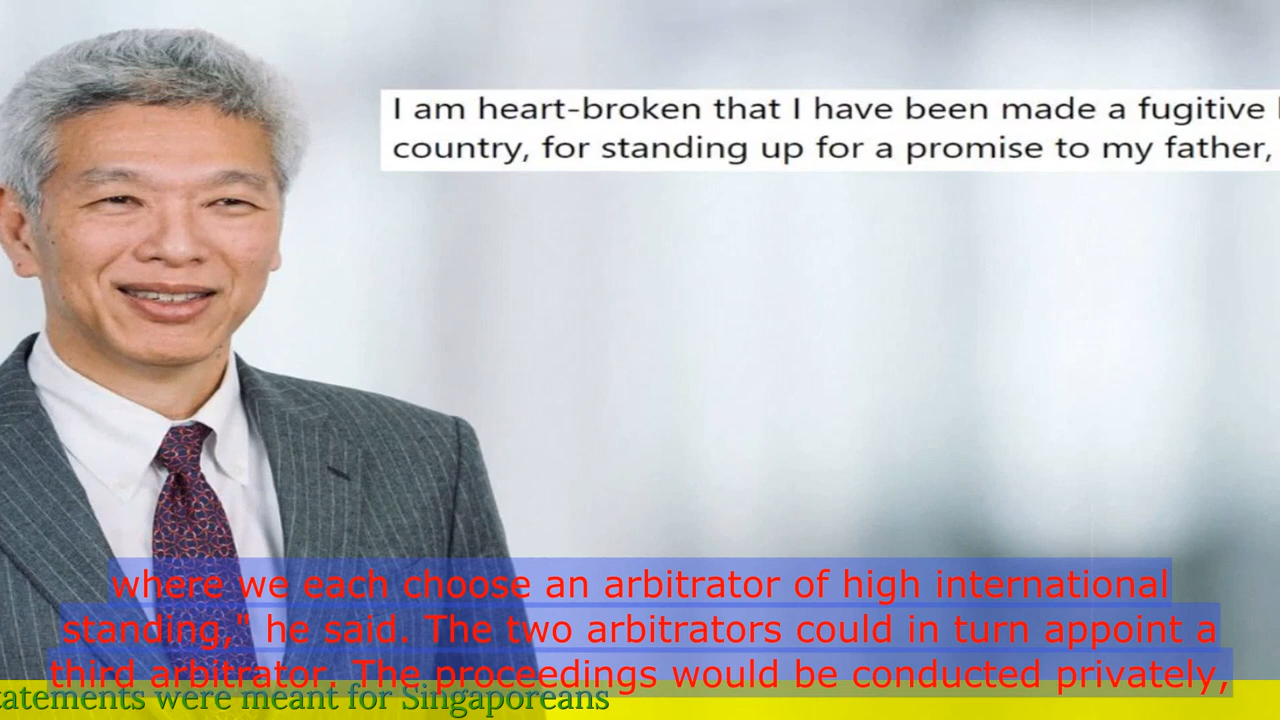 I am heart-broken that I have been made a fugitive
country, for standing up for a promise to my father,
where we each choose an arbitrator of high international
standing," he said. The two arbitrators could in turn appoint a
third arbitrator. The proceedings would be conducted privately,
tatements were meant for Singaporeans